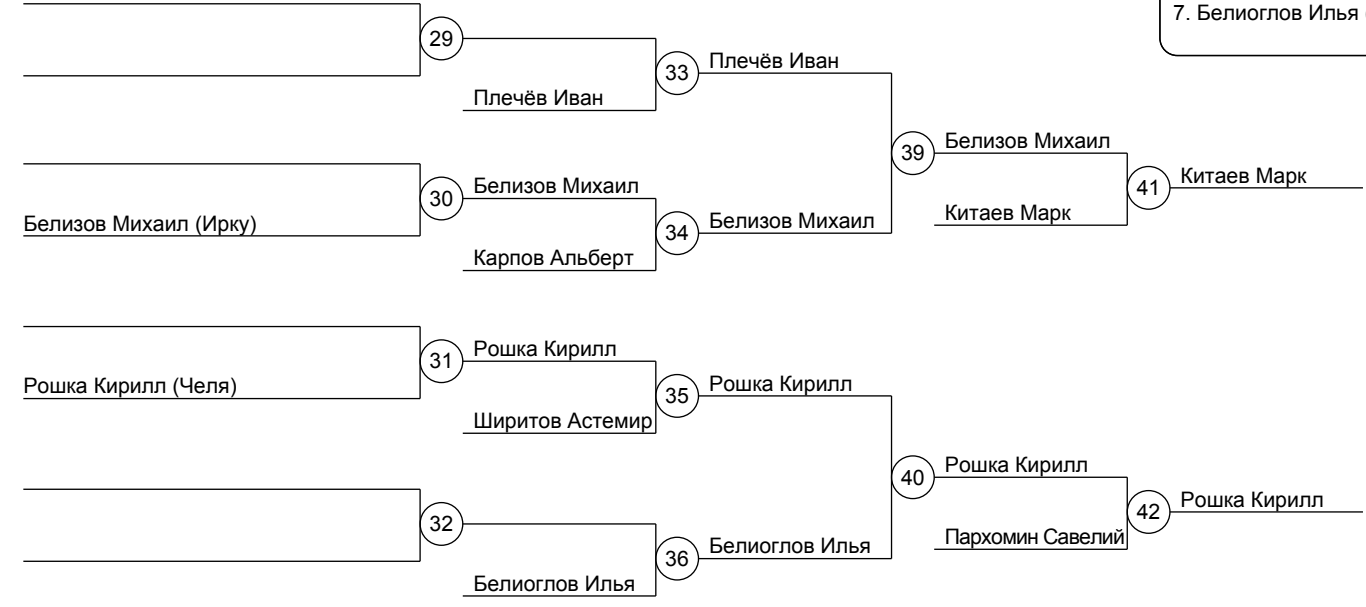 7. Белиоглов Илья
29
Плечёв Иван
33
Плечёв Иван
Белизов Михаил (Ирку)
30
Белизов Михаил
Карпов Альберт
34
Белизов Михаил
39
Белизов Михаил
Китаев Марк
41
Китаев Марк
Рошка Кирилл (Челя)
31
Рошка Кирилл
Ширитов Астемир
35
Рошка Кирилл
32
Белиоглов Илья
36
Белиоглов Илья
40
Рошка Кирилл
Пархомин Савелий
42
Рошка Кирилл